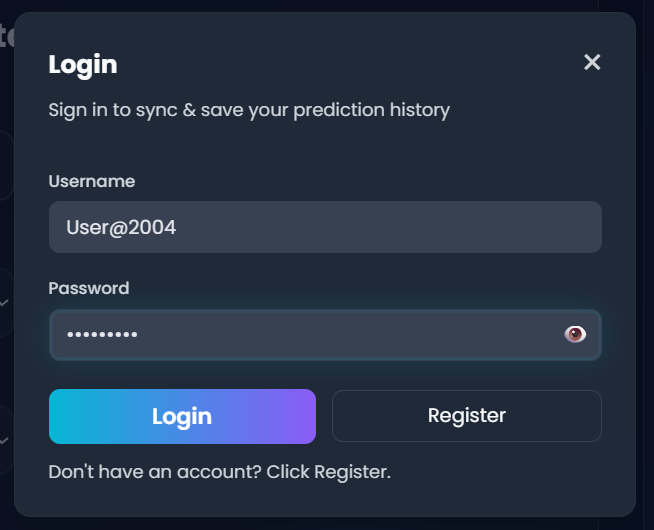 Login
Sign in to sync & save your prediction history
Username
User@2004
Password
•••••••••
Login
Register
Don't have an account? Click Register.